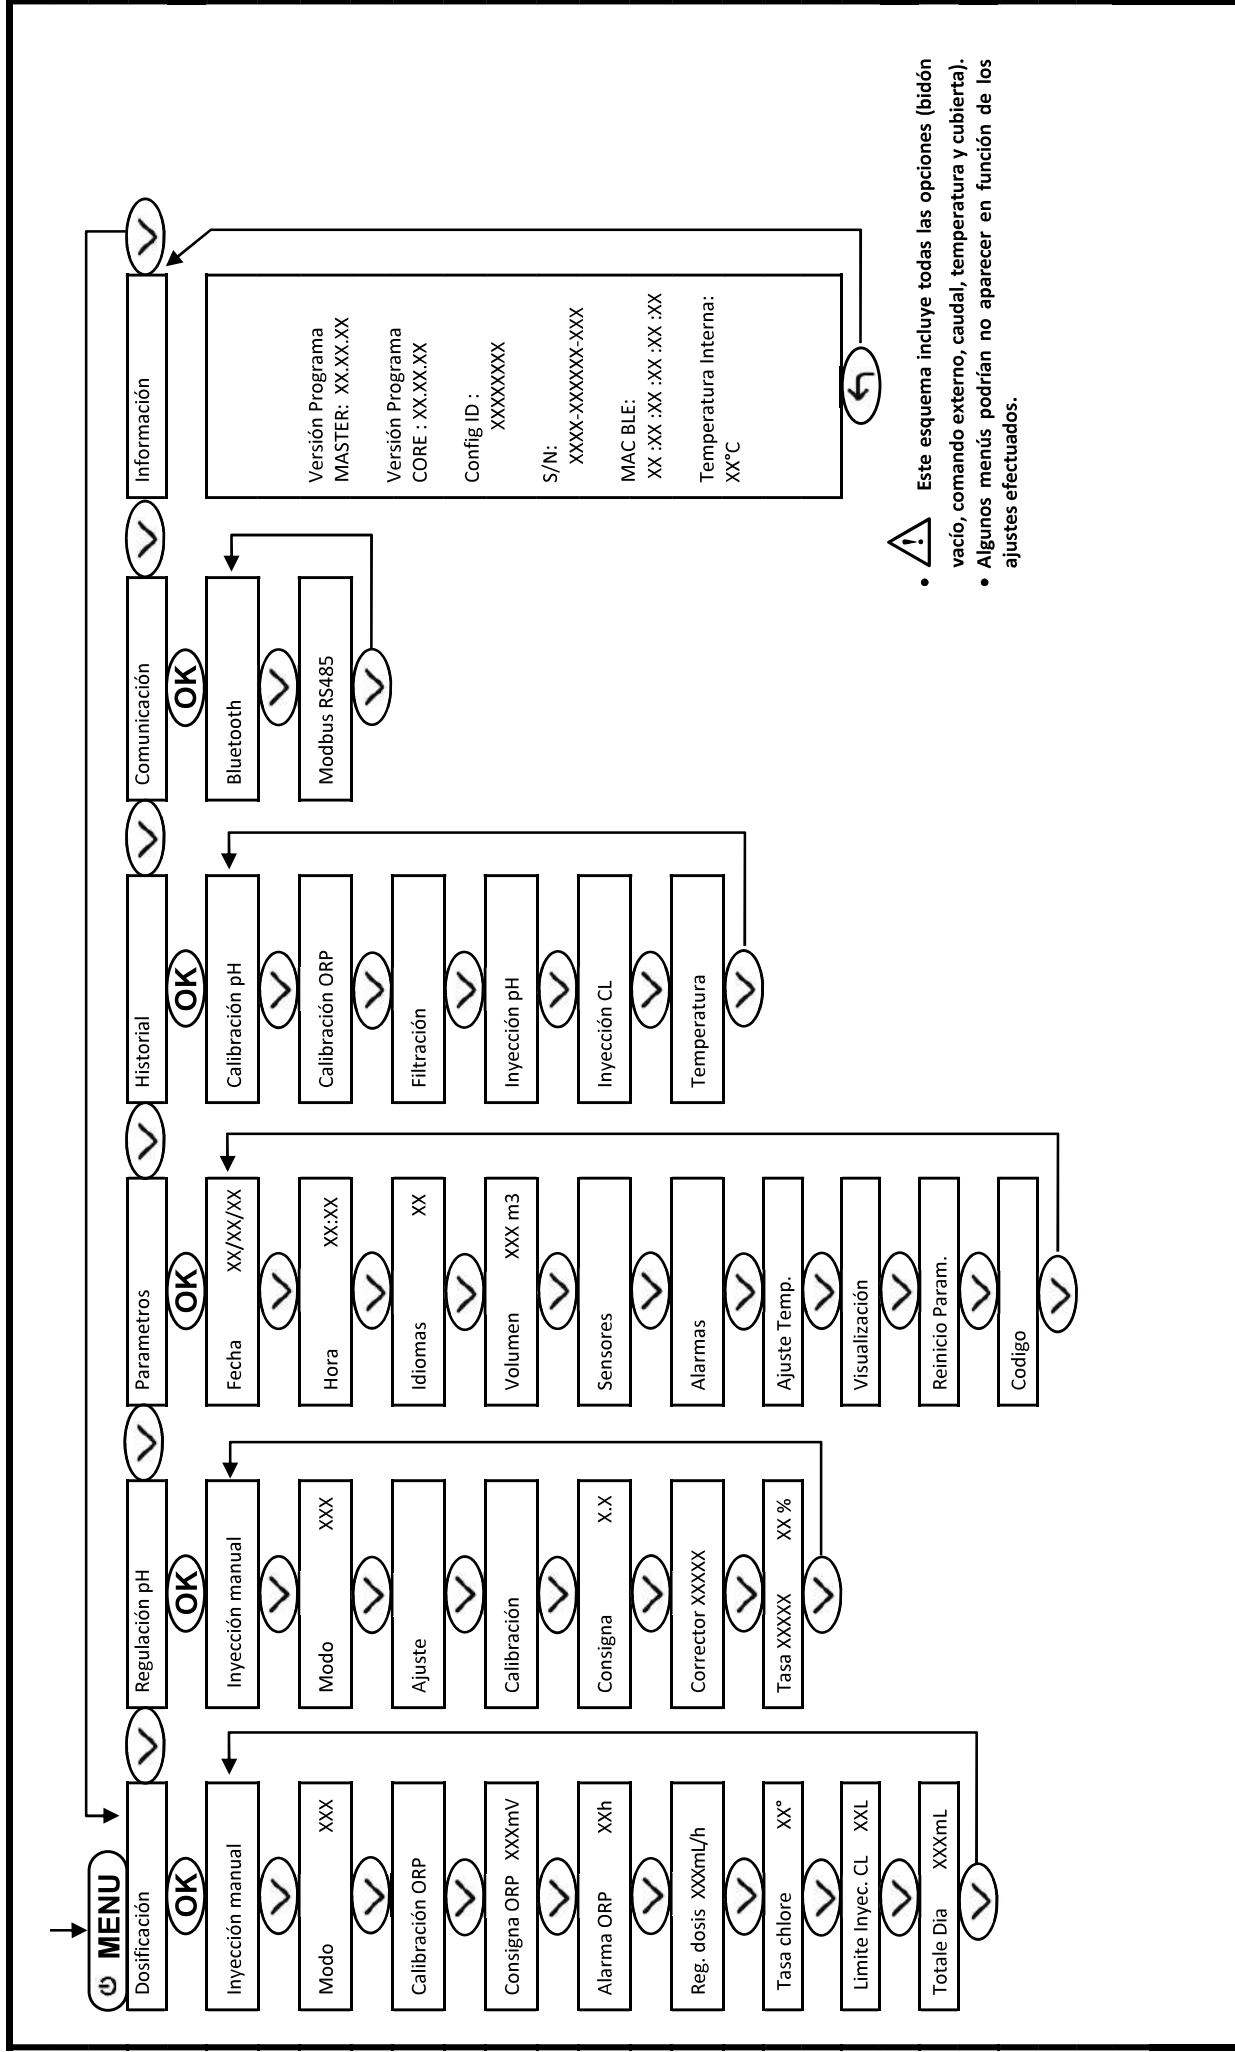 MENU
Dosificación
OK
Inyección manual
Modo XXX
Calibración ORP
Consigna ORP XXXmV
Alarma ORP XXh
Reg. dosis XXXmL/h
Tasa chlore XX°
Limite Inyec. CL XXL
Totale Dia XXXmL
Regulación pH
OK
Inyección manual
Modo XXX
Ajuste
Calibración
Consigna X.X
Corrector XXXXX
Tasa XXXXX XX %
Parametros
OK
Fecha XX/XX/XX
Hora XX:XX
Idiomas XX
Volumen XXX m3
Sensores
Alarmas
Ajuste Temp.
Visualización
Reinicio Param.
Codigo
Historial
OK
Calibración pH
Calibración ORP
Filtración
Inyección pH
Inyección CL
Temperatura
Comunicación
OK
Bluetooth
Modbus RS485
Información
Versión Programa
MASTER: XX.XX.XX
Versión Programa
CORE : XX.XX.XX
Config ID :
XXXXXXXX
S/N:
XXXX-XXXXXX-XXX
MAC BLE:
XX :XX :XX :XX :XX :XX
Temperatura Interna:
XX°C
• Este esquema incluye todas las opciones (bidón
vacío, comando externo, caudal, temperatura y cubierta).
• Algunos menús podrían no aparecer en función de los
ajustes efectuados.